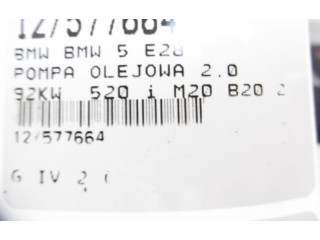 12/577664
BMW BMW 5 E28
POMPA OLEJOWA 2.0
92KW 520 i M20 B20 2
12/577664
G IV 2